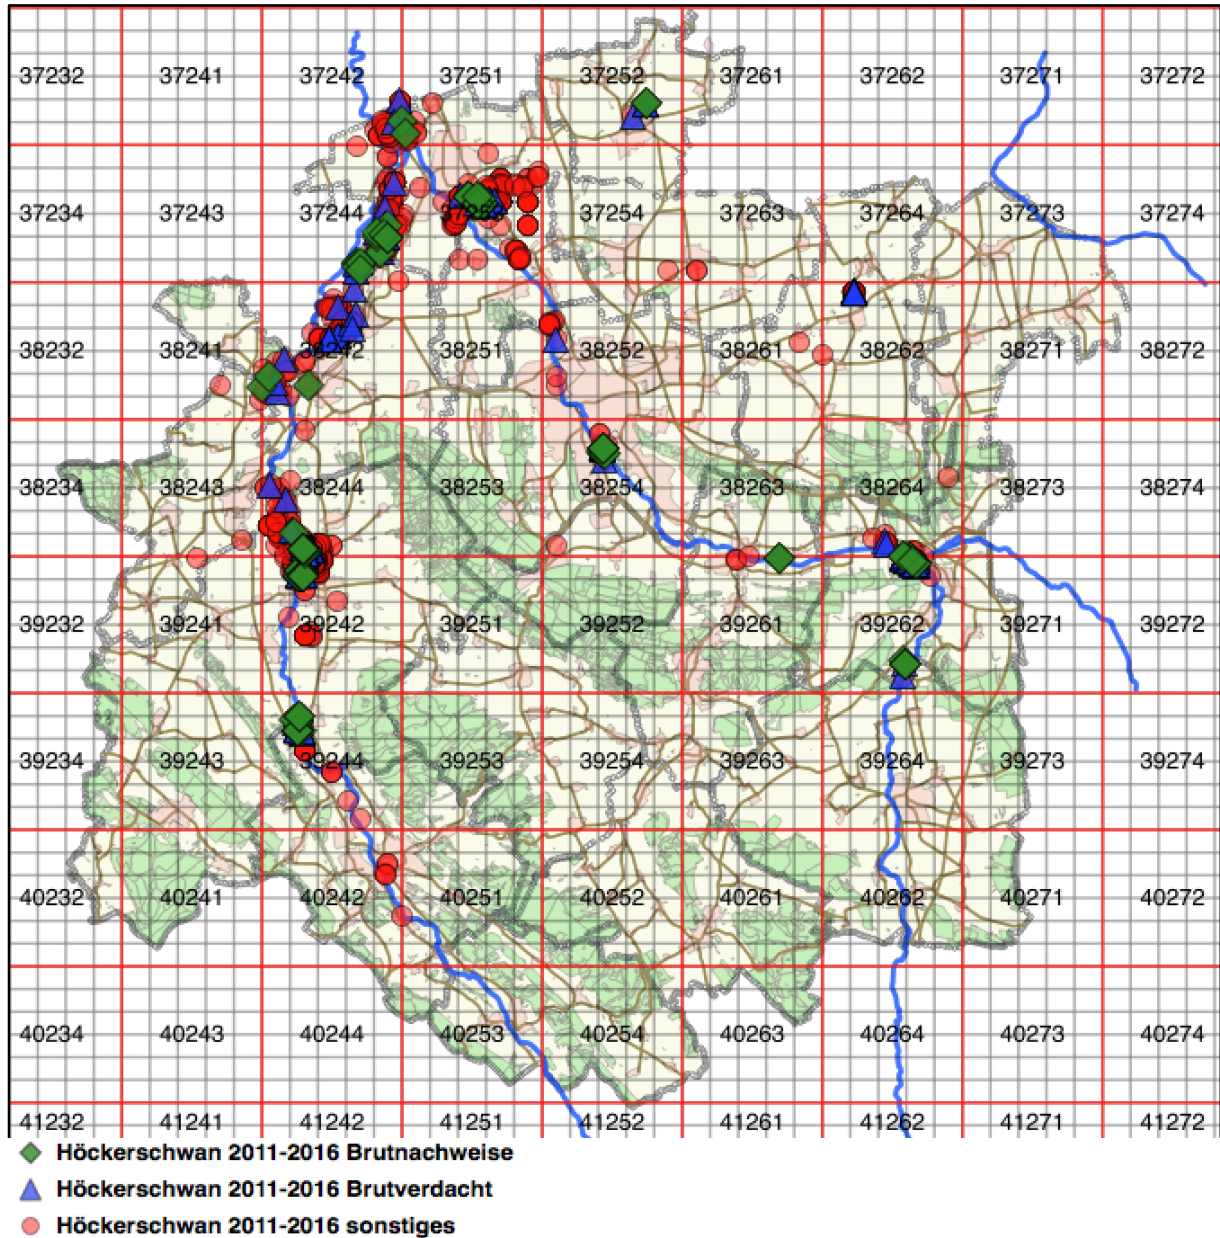 37232 37241 37242 37251 37252 37261 37262 37271 37272
37234 37243 37244 37253 37254 37263 37264 37273 37274
38232 38241 38242 38251 38252 38261 38262 38271 38272
38234 38243 38244 38253 38254 38263 38264 38273 38274
39232 39241 39242 39251 39252 39261 39262 39271 39272
39234 39243 39244 39253 39254 39263 39264 39273 39274
40232 40241 40242 40251 40252 40261 40262 40271 40272
40234 40243 40244 40253 40254 40263 40264 40273 40274
41232 41241 41242 41251 41252 41261 41262 41271 41272
Höckerschwan 2011-2016 Brutnachweise
Höckerschwan 2011-2016 Brutverdacht
Höckerschwan 2011-2016 sonstiges